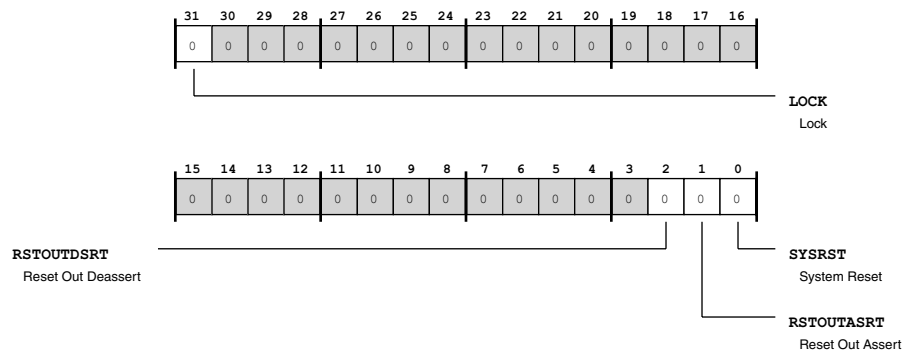 31 30 29 28 27 26 25 24 23 22 21 20 19 18 17 16
0 0 0 0 0 0 0 0 0 0 0 0 0 0 0 0
LOCK
Lock
15 14 13 12 11 10 9 8 7 6 5 4 3 2 1 0
0 0 0 0 0 0 0 0 0 0 0 0 0 0 0 0
RSTOUTDSRT
Reset Out Deassert
SYSRST
System Reset
RSTOUTASRT
Reset Out Assert